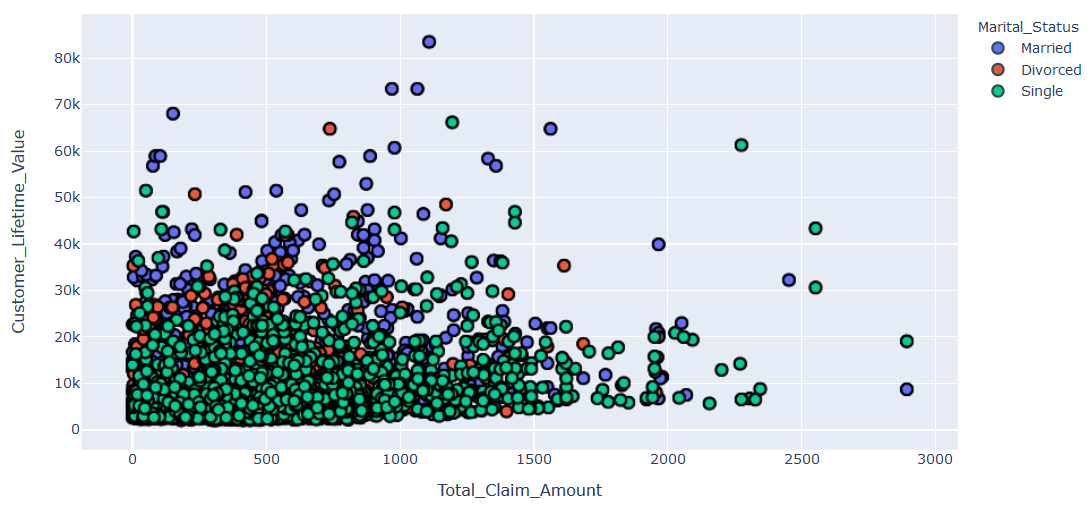 Marital_Status
Married
Divorced
Single
Customer_Lifetime_Value
80k
70k
60k
50k
40k
30k
20k
10k
0
0
500
1000
1500
2000
2500
3000
Total_Claim_Amount